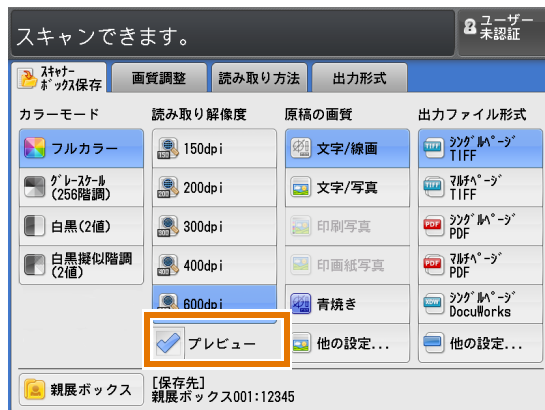 スキャンできます。
ユーザー
未認証
スキャナー
ボックス保存
画質調整
読み取り方法
出力形式
カラーモード
フルカラー
グレースケール
(256階調)
白黒(2値)
白黒擬似階調
(2値)
読み取り解像度
150dpi
200dpi
300dpi
400dpi
600dpi
プレビュー
原稿の画質
文字/線画
文字/写真
印刷写真
印画紙写真
青焼き
他の設定...
出力ファイル形式
シングルページ
TIFF
マルチページ
TIFF
シングルページ
PDF
マルチページ
PDF
シングルページ
DocuWorks
他の設定...
親展ボックス
[保存先]
親展ボックス001:12345